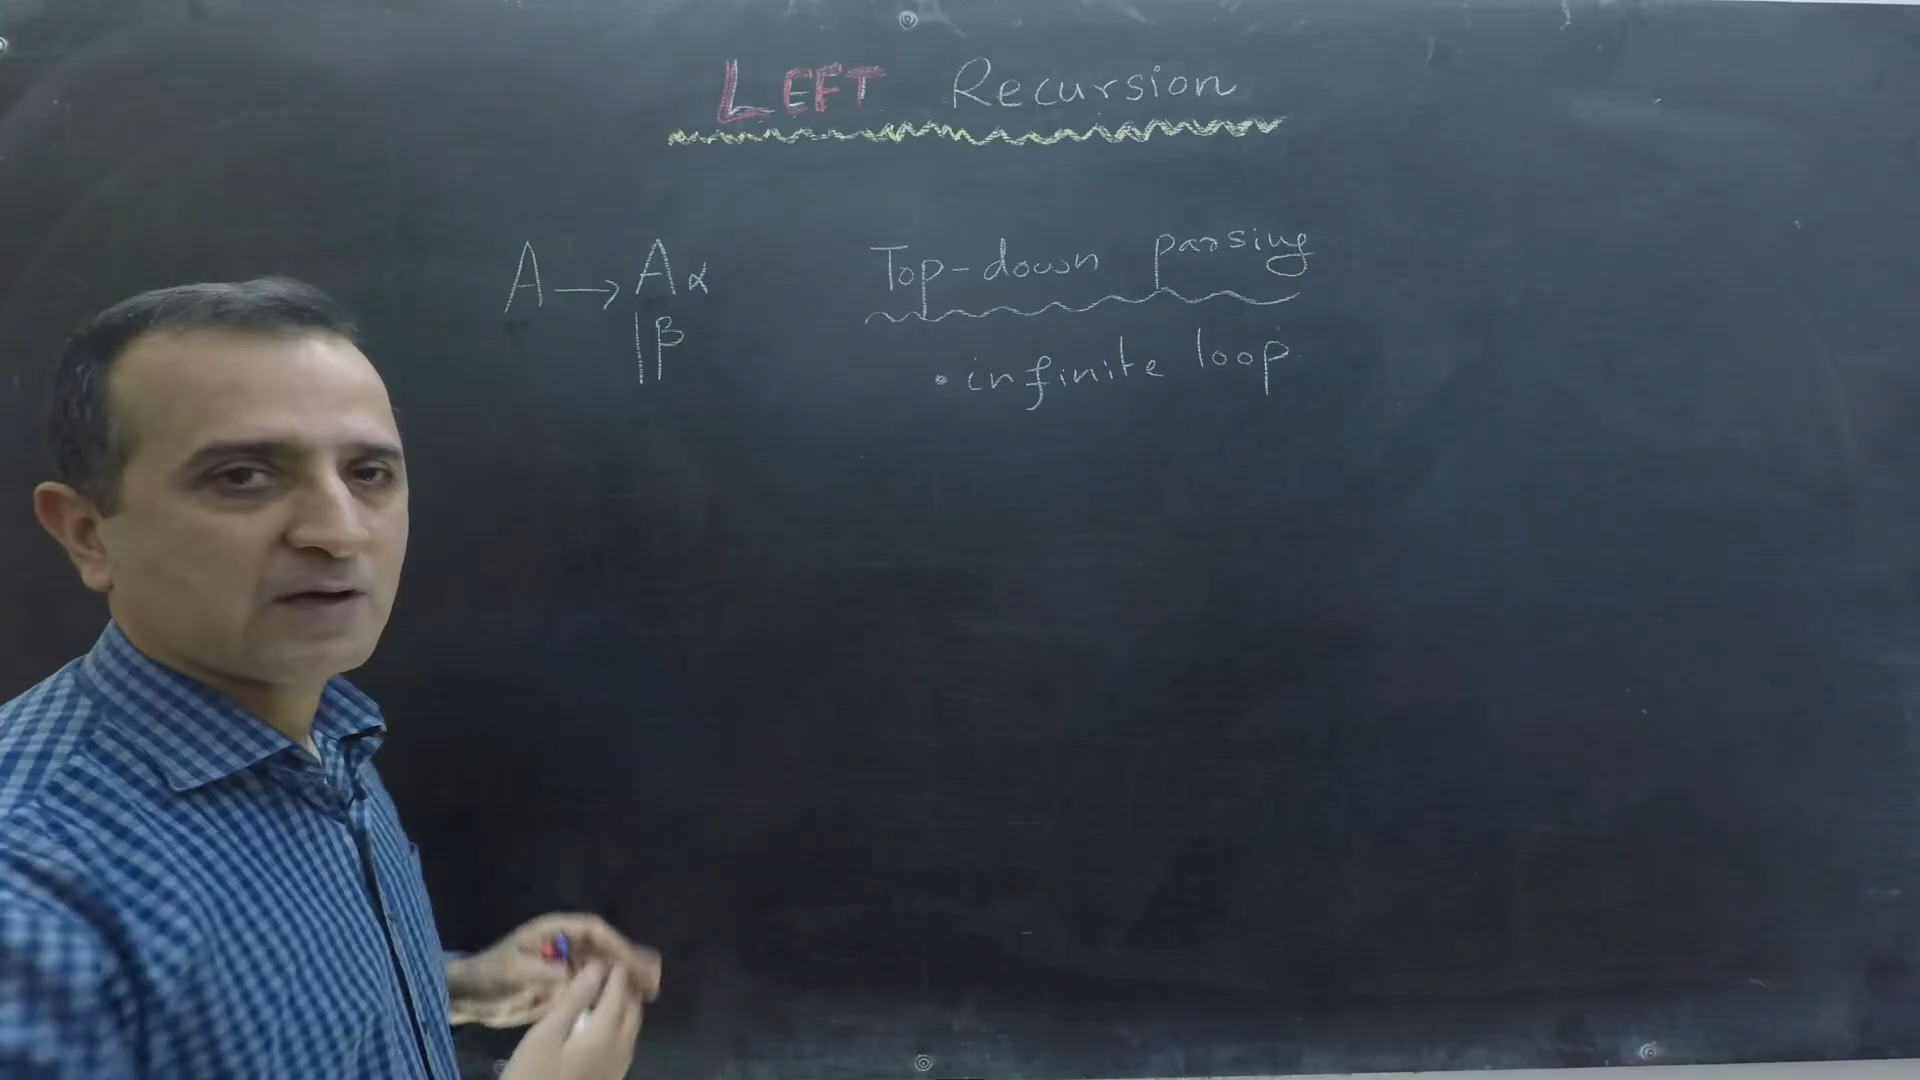 LEFT Recursion
A → Aα
|β
Top-down parsing
• infinite loop